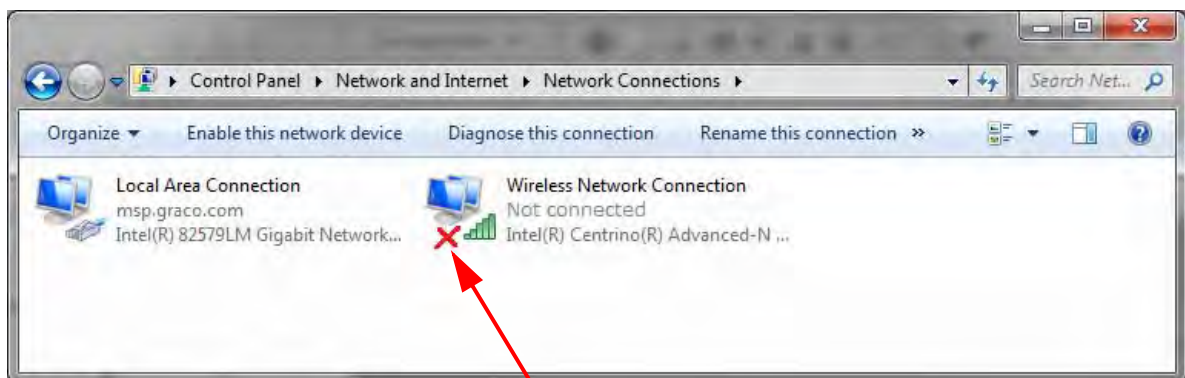 Control Panel ▸ Network and Internet ▸ Network Connections ▸
Search Net...
Organize Enable this network device Diagnose this connection Rename this connection »
Local Area Connection
msp.graco.com
Intel(R) 82579LM Gigabit Network...
Wireless Network Connection
Not connected
Intel(R) Centrino(R) Advanced-N ...